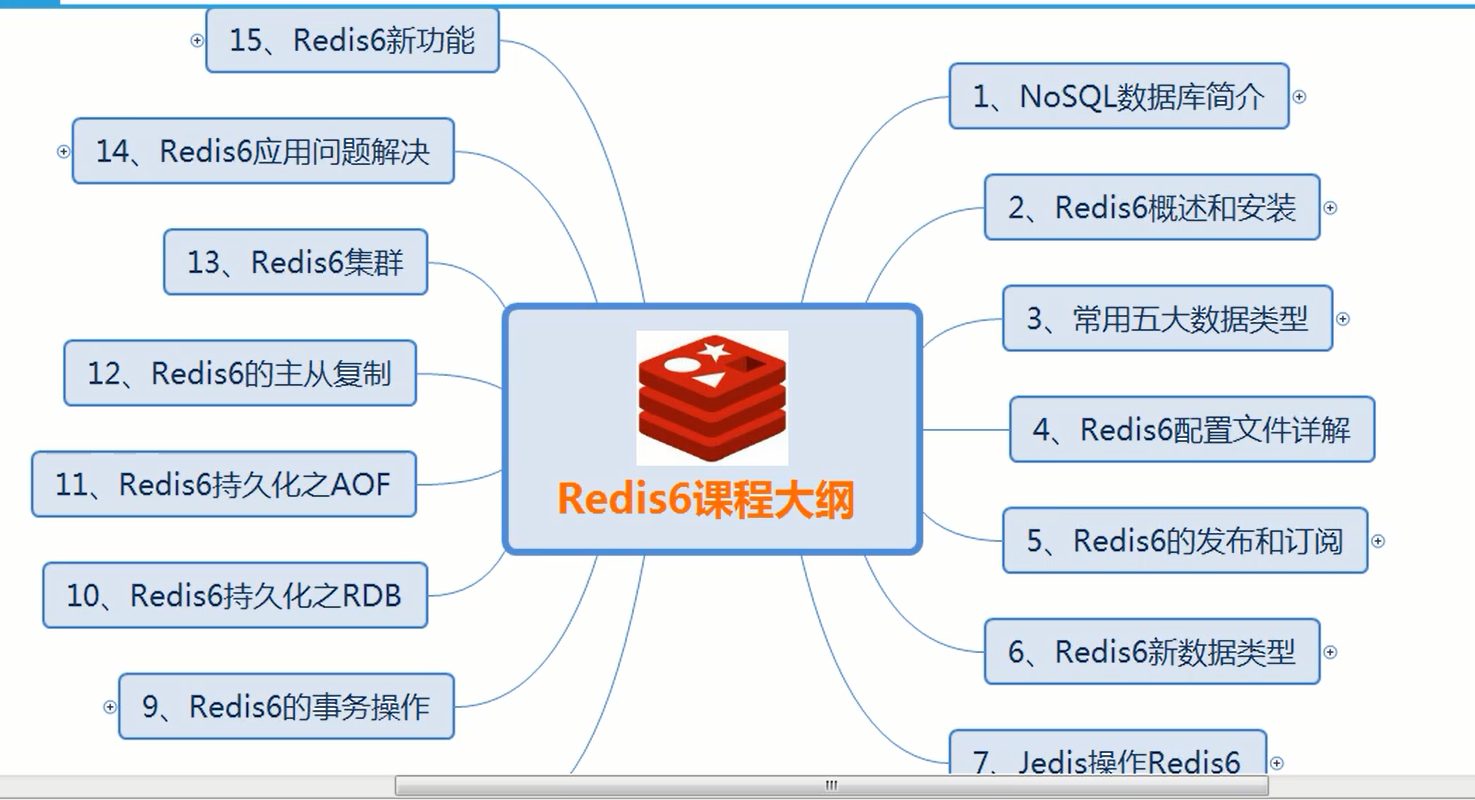 Redis6课程大纲
1、NoSQL数据库简介
2、Redis6概述和安装
3、常用五大数据类型
4、Redis6配置文件详解
5、Redis6的发布和订阅
6、Redis6新数据类型
7、Jedis操作Redis6
9、Redis6的事务操作
10、Redis6持久化之RDB
11、Redis6持久化之AOF
12、Redis6的主从复制
13、Redis6集群
14、Redis6应用问题解决
15、Redis6新功能